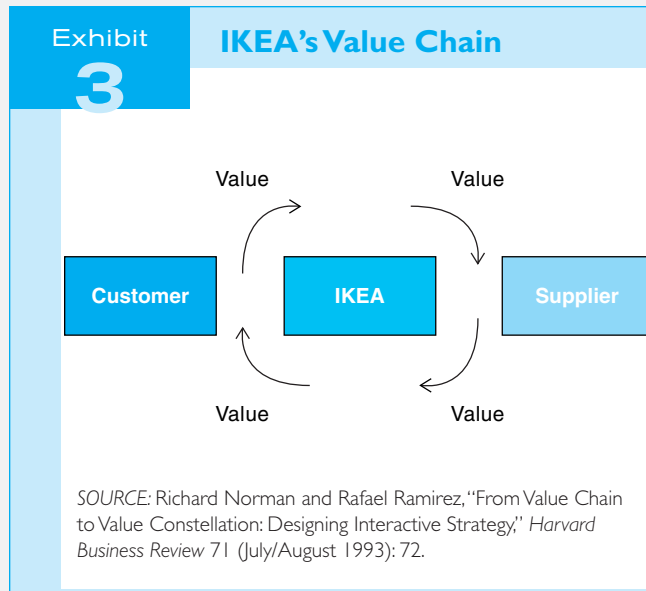 Exhibit
3
IKEA's Value Chain
Value Value
Customer IKEA Supplier
Value Value
SOURCE: Richard Norman and Rafael Ramirez, “From Value Chain
to Value Constellation: Designing Interactive Strategy,” Harvard
Business Review 71 (July/August 1993): 72.